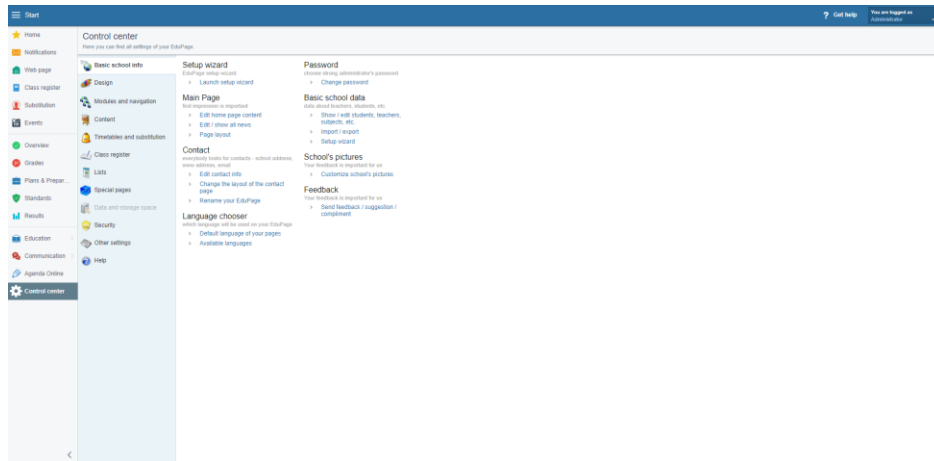 Start
Get help
You are logged as
Administrator
Home
Notifications
Web page
Class register
Substitution
Events
Overview
Grades
Plans & Prepar...
Standards
Results
Education
Communication
Agenda Online
Control center
Control center
Here you can find all settings of your EduPage.
Basic school info
Design
Modules and navigation
Content
Timetables and substitution
Class register
Lists
Special pages
Data and storage space
Security
Other settings
Help
Setup wizard
EduPage setup wizard
Launch setup wizard
Main Page
first impression is important
Edit home page content
Edit / show all news
Page layout
Contact
everybody looks for contacts - school address,
www address, email
Edit contact info
Change the layout of the contact
page
Rename your EduPage
Language chooser
which language will be used on your EduPage
Default language of your pages
Available languages
Password
choose strong administrator's password
Change password
Basic school data
data about teachers, students, etc.
Show / edit students, teachers,
subjects, etc.
Import / export
Setup wizard
School's pictures
Your feedback is important for us
Customize school's pictures
Feedback
Your feedback is important for us
Send feedback / suggestion /
compliment